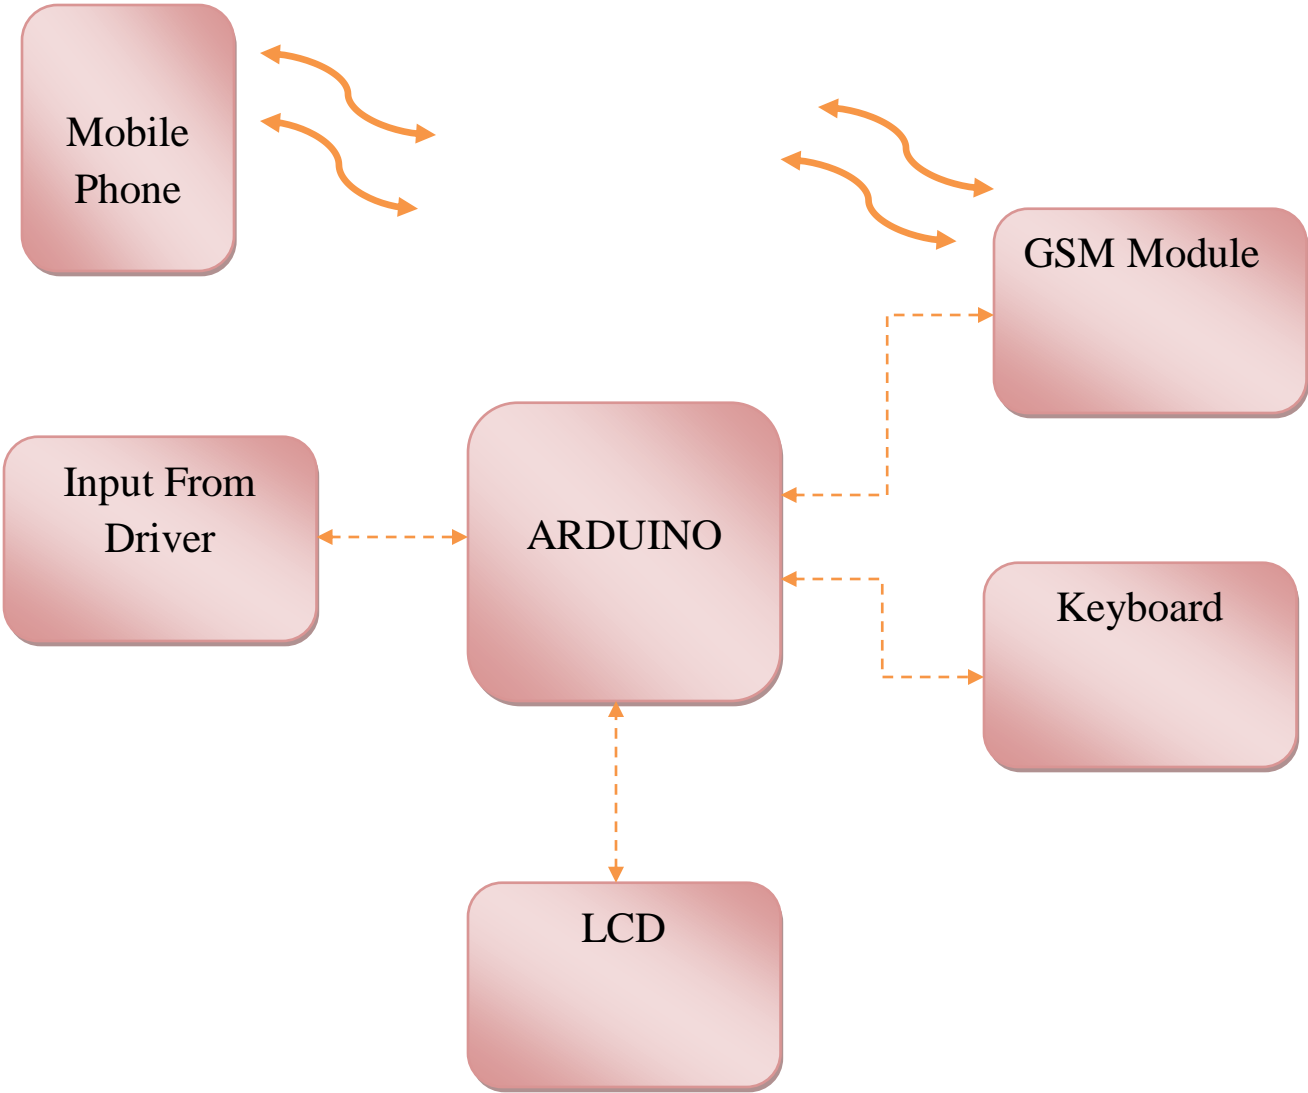 Mobile
Phone
GSM Module
Input From
Driver
ARDUINO
Keyboard
LCD